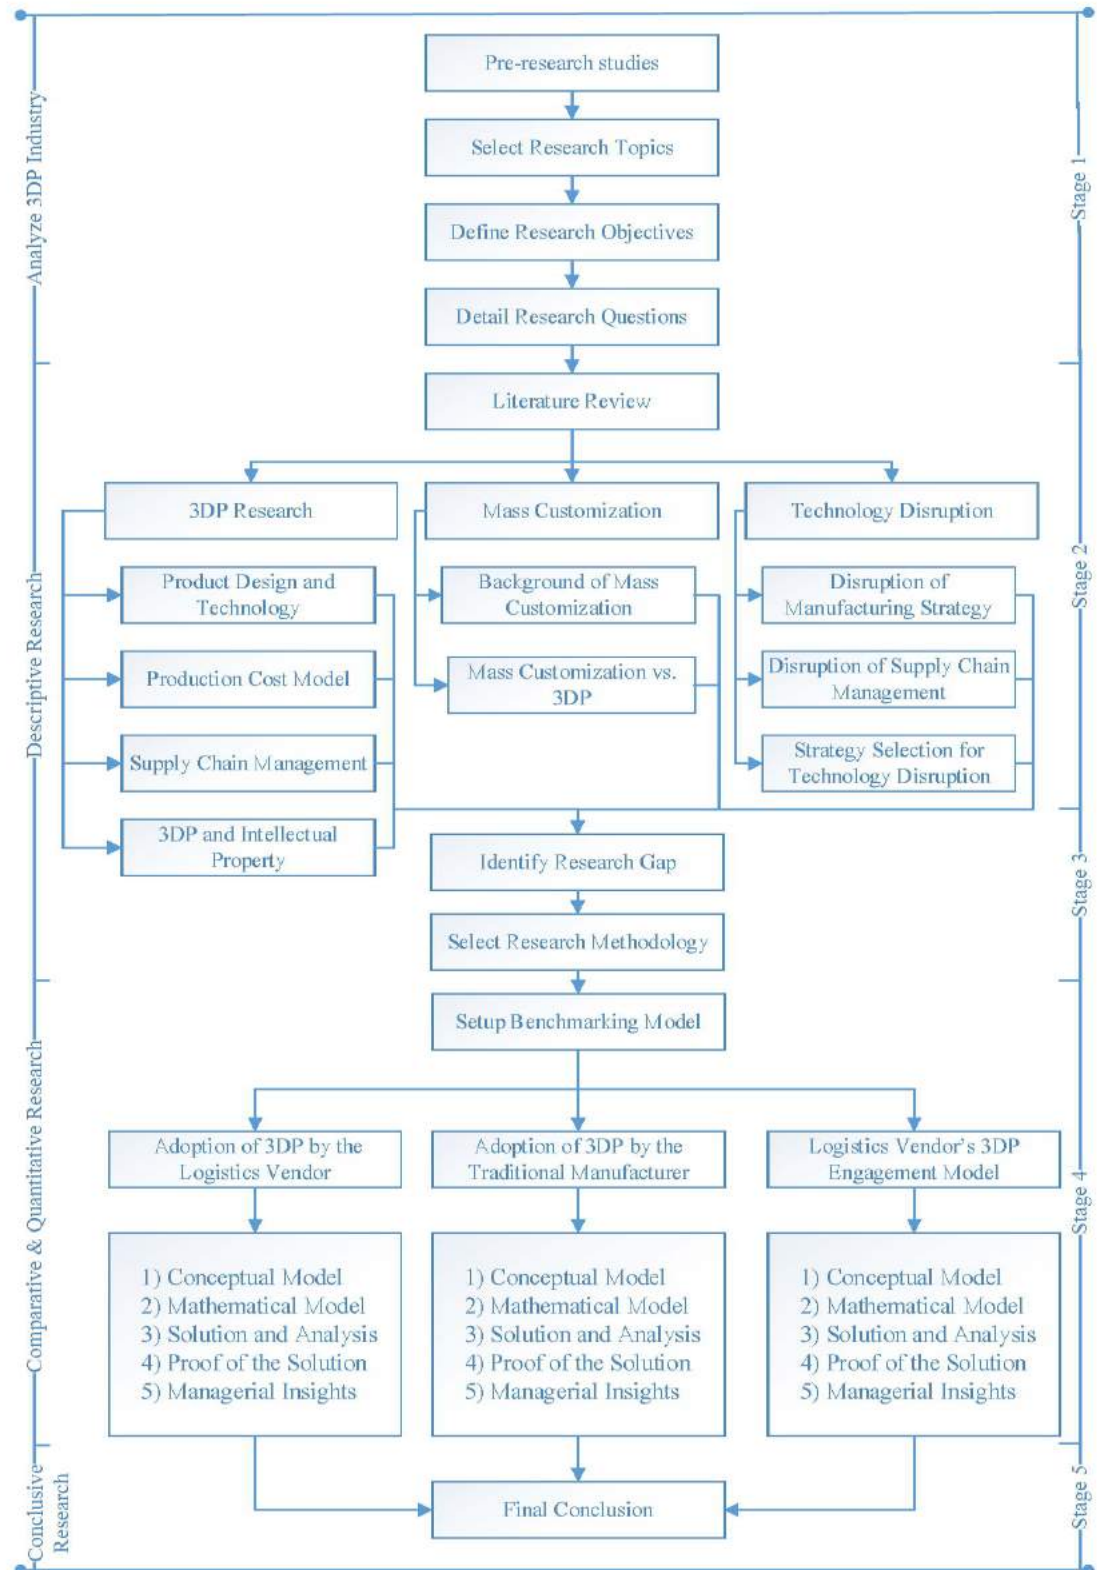 Pre-research studies
Select Research Topics
Define Research Objectives
Detail Research Questions
Analyze 3DP Industry
Stage 1
Literature Review
3DP Research
Mass Customization
Technology Disruption
Product Design and
Technology
Production Cost Model
Supply Chain Management
3DP and Intellectual
Property
Background of Mass
Customization
Mass Customization vs.
3DP
Disruption of
Manufacturing Strategy
Disruption of Supply Chain
Management
Strategy Selection for
Technology Disruption
Descriptive Research
Stage 2
Identify Research Gap
Select Research Methodology
Stage 3
Setup Benchmarking Model
Adoption of 3DP by the
Logistics Vendor
Adoption of 3DP by the
Traditional Manufacturer
Logistics Vendor's 3DP
Engagement Model
1) Conceptual Model
2) Mathematical Model
3) Solution and Analysis
4) Proof of the Solution
5) Managerial Insights
1) Conceptual Model
2) Mathematical Model
3) Solution and Analysis
4) Proof of the Solution
5) Managerial Insights
1) Conceptual Model
2) Mathematical Model
3) Solution and Analysis
4) Proof of the Solution
5) Managerial Insights
Comparative & Quantitative Research
Stage 4
Final Conclusion
Conclusive
Research
Stage 5